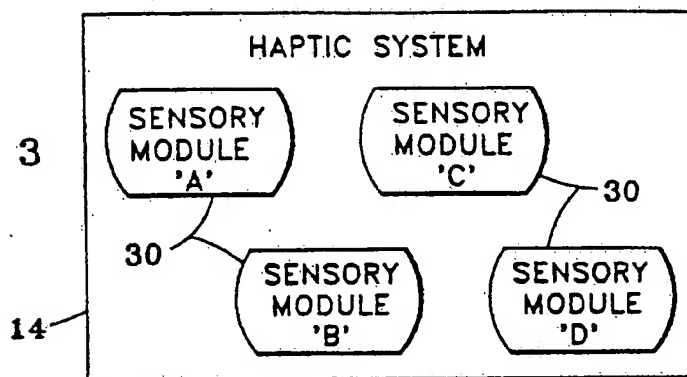 HAPTIC SYSTEM
SENSORY
MODULE
'A'
SENSORY
MODULE
'C'
3
30
30
SENSORY
MODULE
'B'
SENSORY
MODULE
'D'
14